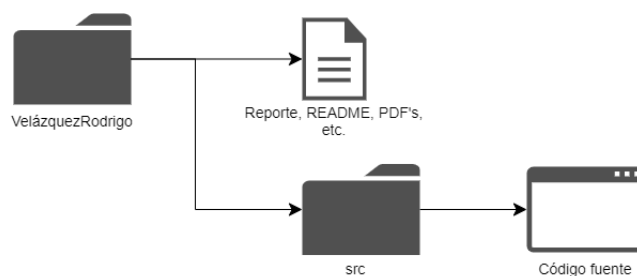 VelázquezRodrigo
Reporte, README, PDF's,
etc.
src
Código fuente